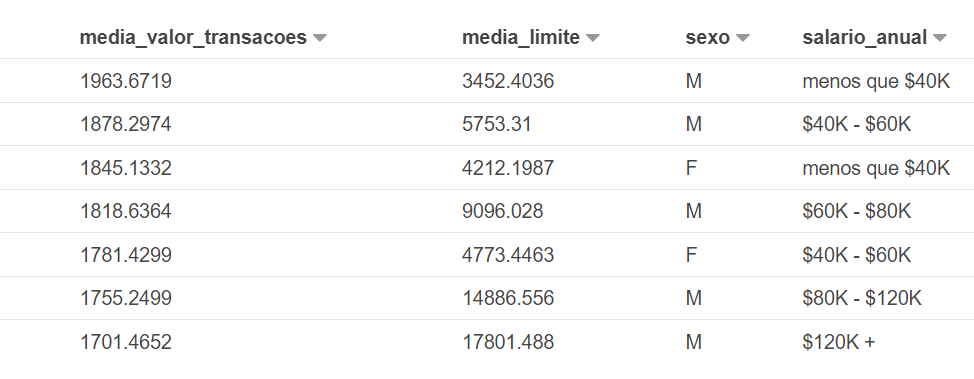 media_valor_transacoes media_limite sexo salario_anual
1963.6719 3452.4036 M menos que $40K
1878.2974 5753.31 M $40K - $60K
1845.1332 4212.1987 F menos que $40K
1818.6364 9096.028 M $60K - $80K
1781.4299 4773.4463 F $40K - $60K
1755.2499 14886.556 M $80K - $120K
1701.4652 17801.488 M $120K +